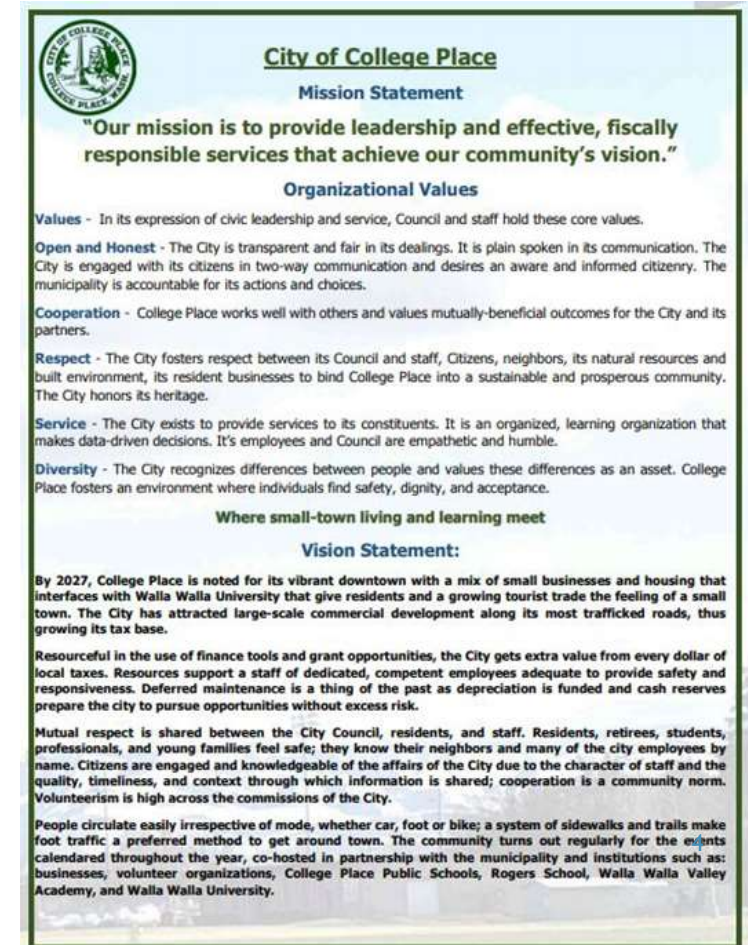 CITY OF COLLEGE PLACE
COLLEGE PLACE, WASH.
City of College Place
Mission Statement
"Our mission is to provide leadership and effective, fiscally
responsible services that achieve our community's vision."
Organizational Values
Values - In its expression of civic leadership and service, Council and staff hold these core values.
Open and Honest - The City is transparent and fair in its dealings. It is plain spoken in its communication. The
City is engaged with its citizens in two-way communication and desires an aware and informed citizenry. The
municipality is accountable for its actions and choices.
Cooperation - College Place works well with others and values mutually-beneficial outcomes for the City and its
partners.
Respect - The City fosters respect between its Council and staff, Citizens, neighbors, its natural resources and
built environment, its resident businesses to bind College Place into a sustainable and prosperous community.
The City honors its heritage.
Service - The City exists to provide services to its constituents. It is an organized, learning organization that
makes data-driven decisions. It's employees and Council are empathetic and humble.
Diversity - The City recognizes differences between people and values these differences as an asset. College
Place fosters an environment where individuals find safety, dignity, and acceptance.
Where small-town living and learning meet
Vision Statement:
By 2027, College Place is noted for its vibrant downtown with a mix of small businesses and housing that
interfaces with Walla Walla University that give residents and a growing tourist trade the feeling of a small
town. The City has attracted large-scale commercial development along its most trafficked roads, thus
growing its tax base.
Resourceful in the use of finance tools and grant opportunities, the City gets extra value from every dollar of
local taxes. Resources support a staff of dedicated, competent employees adequate to provide safety and
responsiveness. Deferred maintenance is a thing of the past as depreciation is funded and cash reserves
prepare the city to pursue opportunities without excess risk.
Mutual respect is shared between the City Council, residents, and staff. Residents, retirees, students,
professionals, and young families feel safe; they know their neighbors and many of the city employees by
name. Citizens are engaged and knowledgeable of the affairs of the City due to the character of staff and the
quality, timeliness, and context through which information is shared; cooperation is a community norm.
Volunteerism is high across the commissions of the City.
People circulate easily irrespective of mode, whether car, foot or bike; a system of sidewalks and trails make
foot traffic a preferred method to get around town. The community turns out regularly for the events
4
calendared throughout the year, co-hosted in partnership with the municipality and institutions such as:
businesses, volunteer organizations, College Place Public Schools, Rogers School, Walla Walla Valley
Academy, and Walla Walla University.